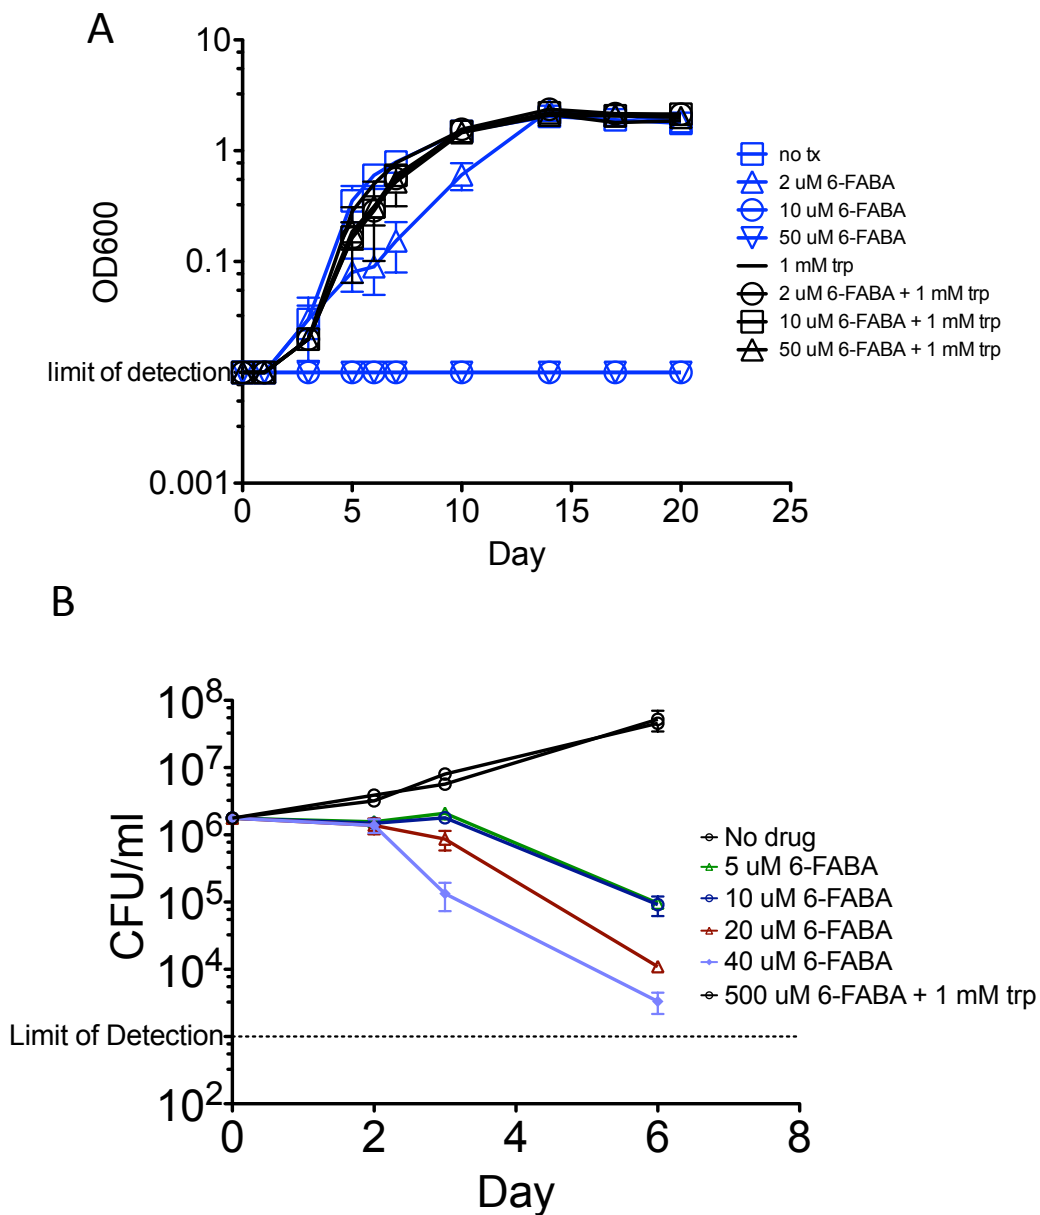 A
10
1
0.1
limit of detection
0.001
OD600
0 5 10 15 20 25
Day
no tx
2 uM 6-FABA
10 uM 6-FABA
50 uM 6-FABA
1 mM trp
2 uM 6-FABA + 1 mM trp
10 uM 6-FABA + 1 mM trp
50 uM 6-FABA + 1 mM trp
B
10⁸
10⁷
10⁶
10⁵
10⁴
Limit of Detection
10²
CFU/ml
0 2 4 6 8
Day
No drug
5 uM 6-FABA
10 uM 6-FABA
20 uM 6-FABA
40 uM 6-FABA
500 uM 6-FABA + 1 mM trp